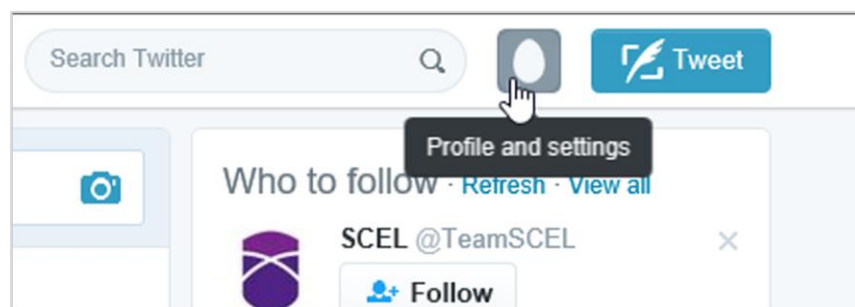 Search Twitter
Tweet
Profile and settings
Who to follow · Refresh · View all
SCEL @TeamSCEL
Follow